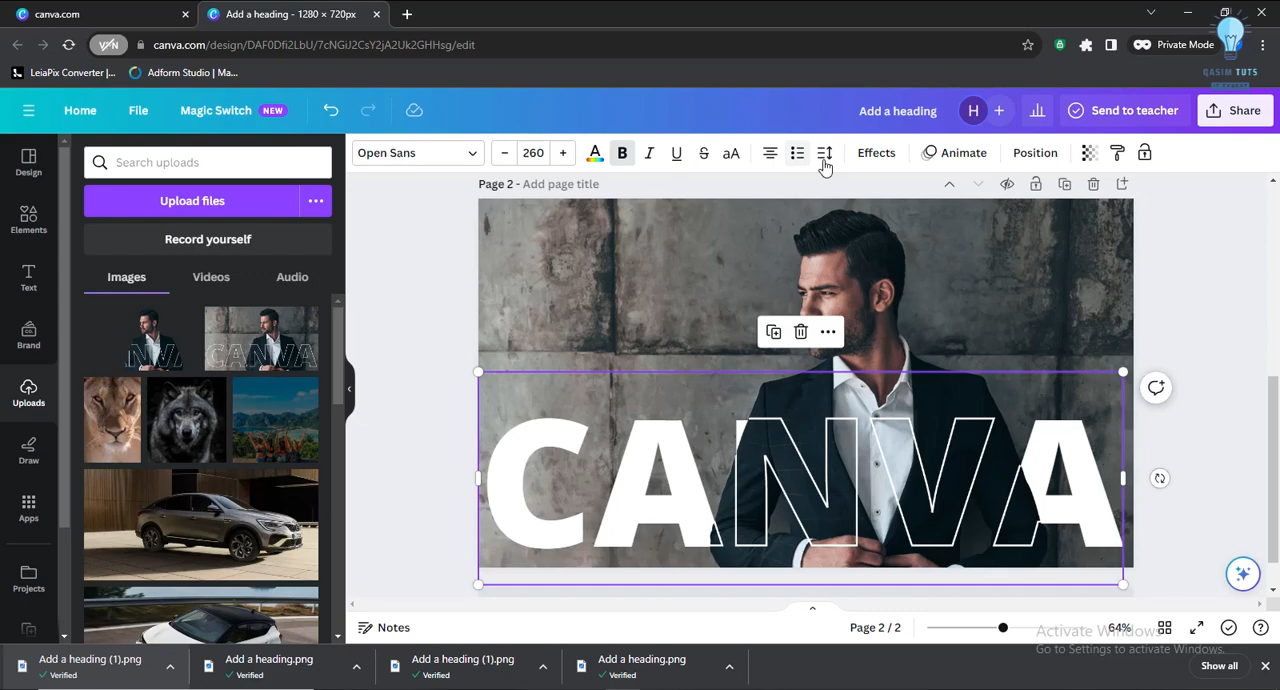 canva.com
Add a heading - 1280 × 720px
VPN
canva.com/design/DAF0Dfi2LbU/7cNGiJ2CsY2jA2Uk2GHHsg/edit
Private Mode
LeiaPix Converter |...
Adform Studio | Ma...
QASIM TUTS
Home
File
Magic Switch NEW
Add a heading
H
Send to teacher
Share
Design
Elements
Text
Brand
Uploads
Draw
Apps
Projects
Search uploads
Upload files
Record yourself
Images
Videos
Audio
Open Sans
- 260 +
A
B
I
U
S
aA
Effects
Animate
Position
Page 2 - Add page title
CANVA
Notes
Page 2 / 2
64%
Activate Windows
Go to Settings to activate Windows.
Add a heading (1).png
Verified
Add a heading.png
Verified
Add a heading (1).png
Verified
Add a heading.png
Verified
Show all